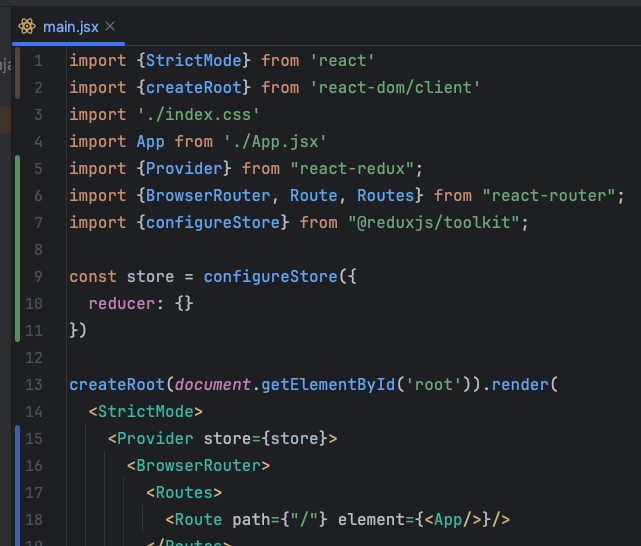 main.jsx
1 import {StrictMode} from 'react'
2 import {createRoot} from 'react-dom/client'
3 import './index.css'
4 import App from './App.jsx'
5 import {Provider} from "react-redux";
6 import {BrowserRouter, Route, Routes} from "react-router";
7 import {configureStore} from "@reduxjs/toolkit";
8
9 const store = configureStore({
10   reducer: {}
11 })
12
13 createRoot(document.getElementById('root')).render(
14   <StrictMode>
15     <Provider store={store}>
16       <BrowserRouter>
17         <Routes>
18           <Route path={"/"} element={<App/>}/>
19         </Routes>